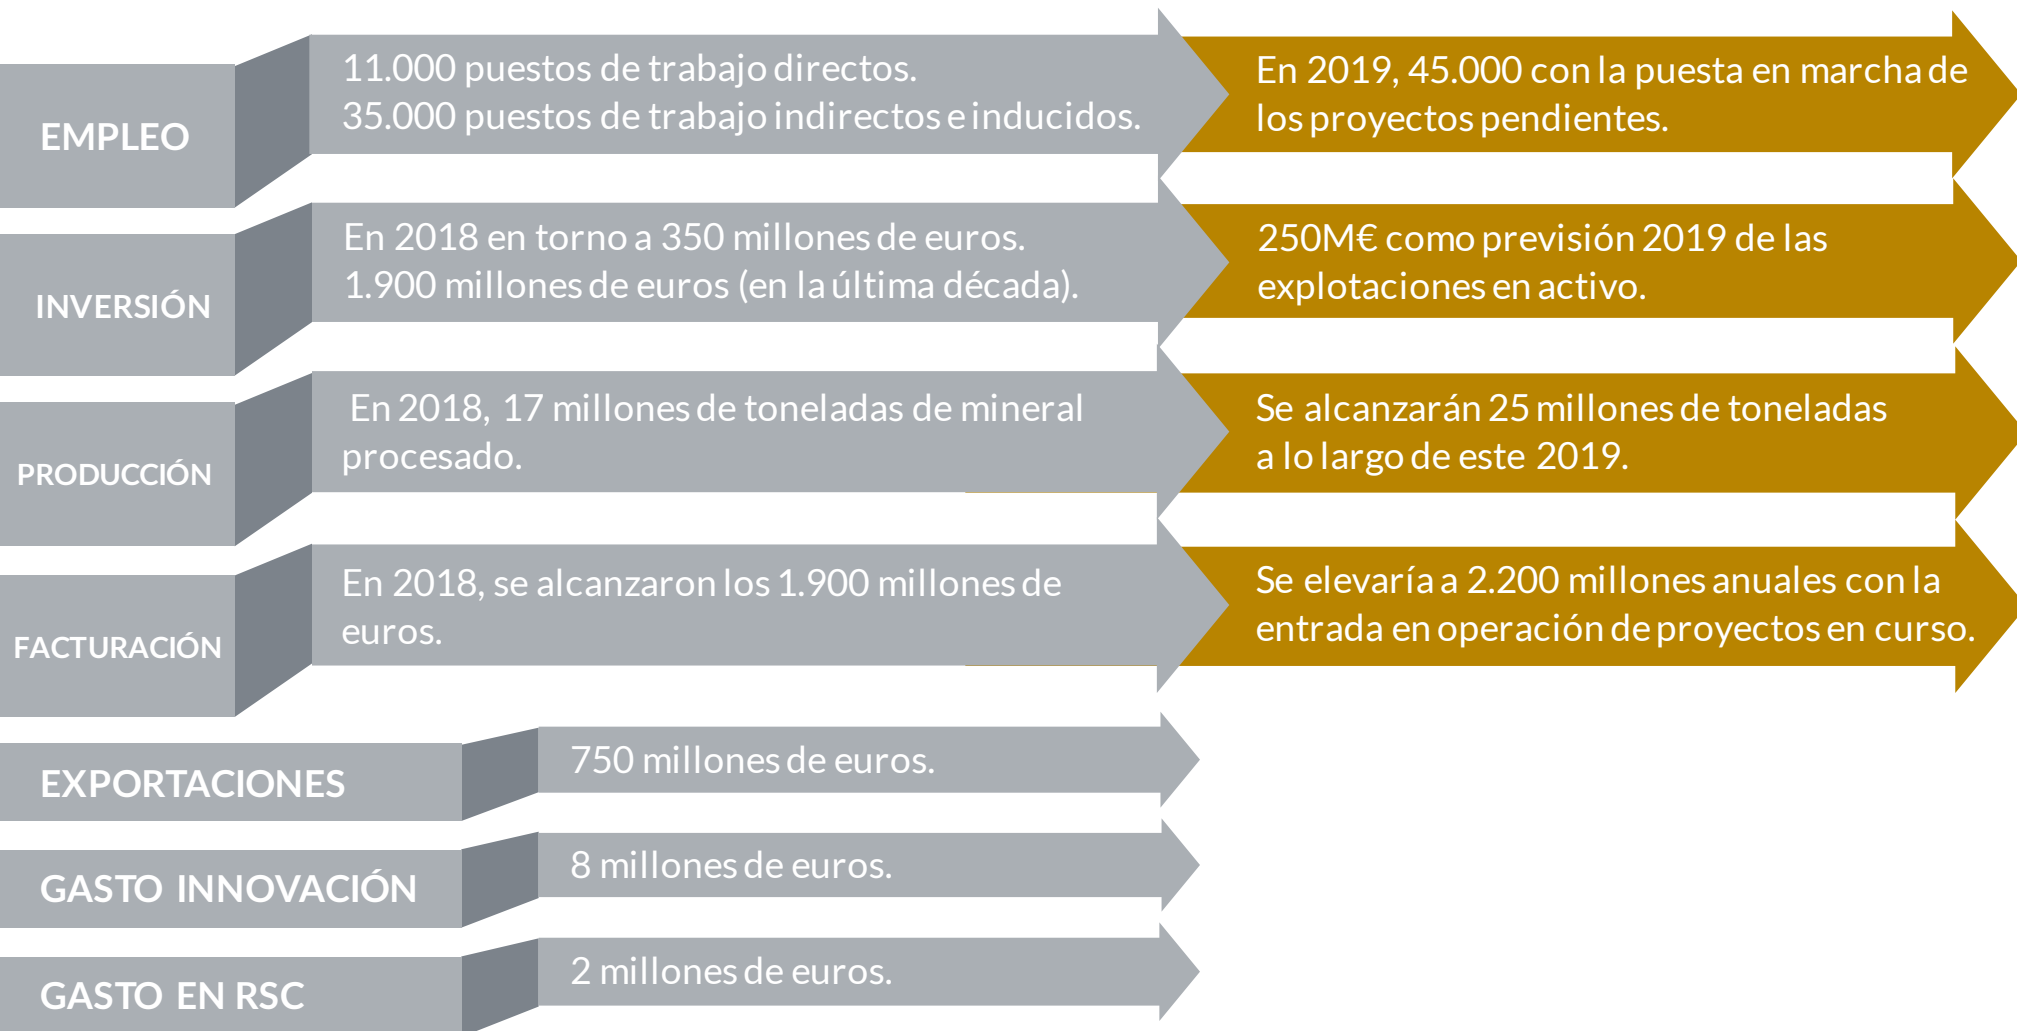 EMPLEO
11.000 puestos de trabajo directos.
35.000 puestos de trabajo indirectos e inducidos.
En 2019, 45.000 con la puesta en marcha de
los proyectos pendientes.
INVERSIÓN
En 2018 en torno a 350 millones de euros.
1.900 millones de euros (en la última década).
250M€ como previsión 2019 de las
explotaciones en activo.
PRODUCCIÓN
En 2018, 17 millones de toneladas de mineral
procesado.
Se alcanzarán 25 millones de toneladas
a lo largo de este 2019.
FACTURACIÓN
En 2018, se alcanzaron los 1.900 millones de
euros.
Se elevaría a 2.200 millones anuales con la
entrada en operación de proyectos en curso.
EXPORTACIONES
750 millones de euros.
GASTO INNOVACIÓN
8 millones de euros.
GASTO EN RSC
2 millones de euros.